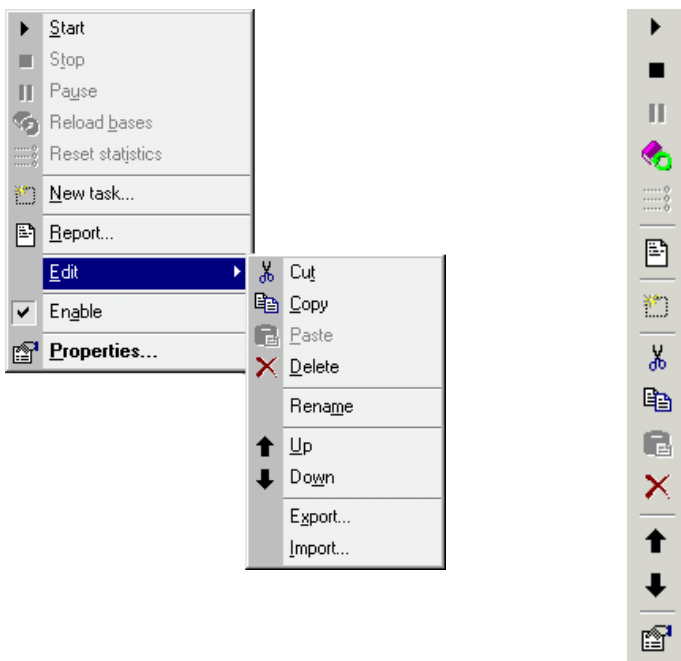 Start
Stop
Pause
Reload bases
Reset statistics
New task...
Report...
Edit
Enable
Properties...
Cut
Copy
Paste
Delete
Rename
Up
Down
Export...
Import...